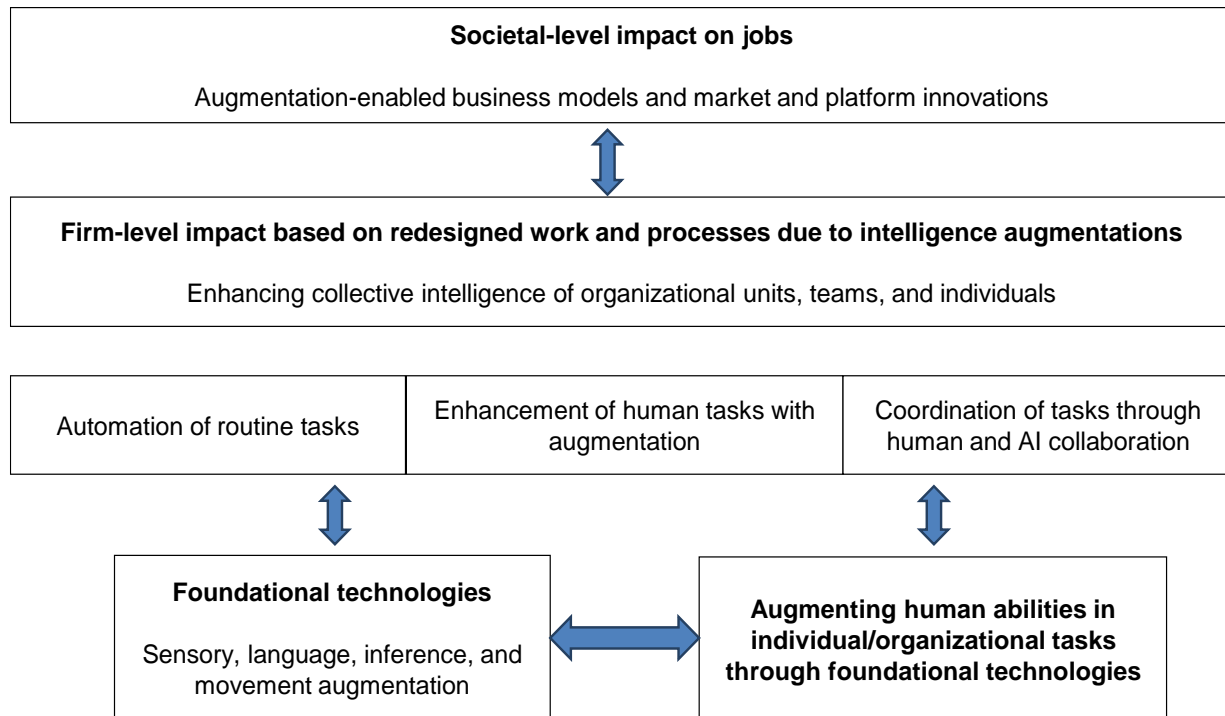 Societal-level impact on jobs
Augmentation-enabled business models and market and platform innovations
Firm-level impact based on redesigned work and processes due to intelligence augmentations
Enhancing collective intelligence of organizational units, teams, and individuals
Automation of routine tasks
Enhancement of human tasks with
augmentation
Coordination of tasks through
human and AI collaboration
Foundational technologies
Sensory, language, inference, and
movement augmentation
Augmenting human abilities in
individual/organizational tasks
through foundational technologies